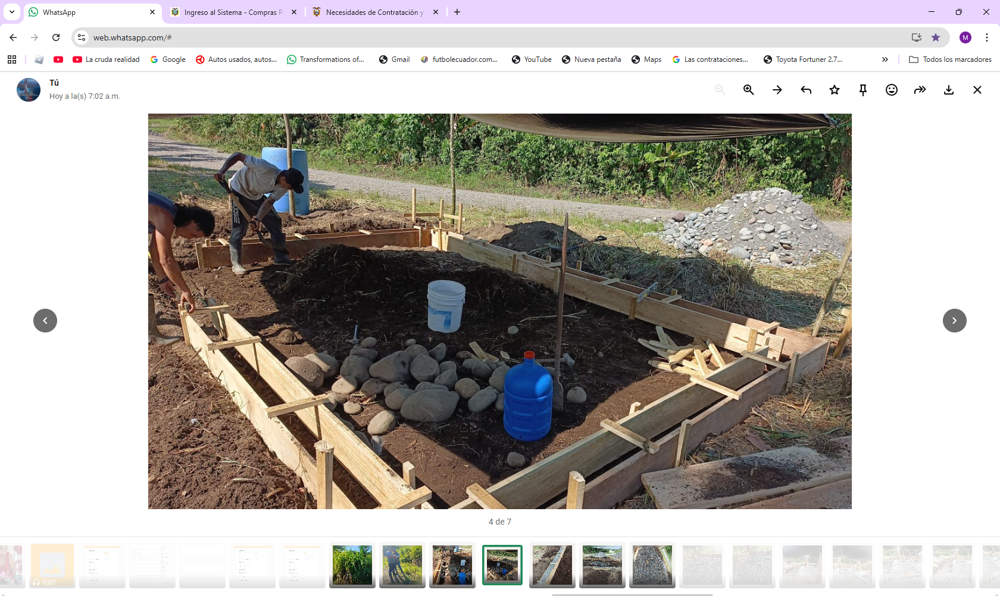 WhatsApp
Ingreso al Sistema - Compras P
Necesidades de Contratación y
web.whatsapp.com/#
M
La cruda realidad
Google
Autos usados, autos...
Transformations of...
Gmail
futbolecuador.com...
YouTube
Nueva pestaña
Maps
Las contrataciones...
Toyota Fortuner 2.7...
Todos los marcadores
Tú
Hoy a la(s) 7:02 a.m.
4 de 7
0:07